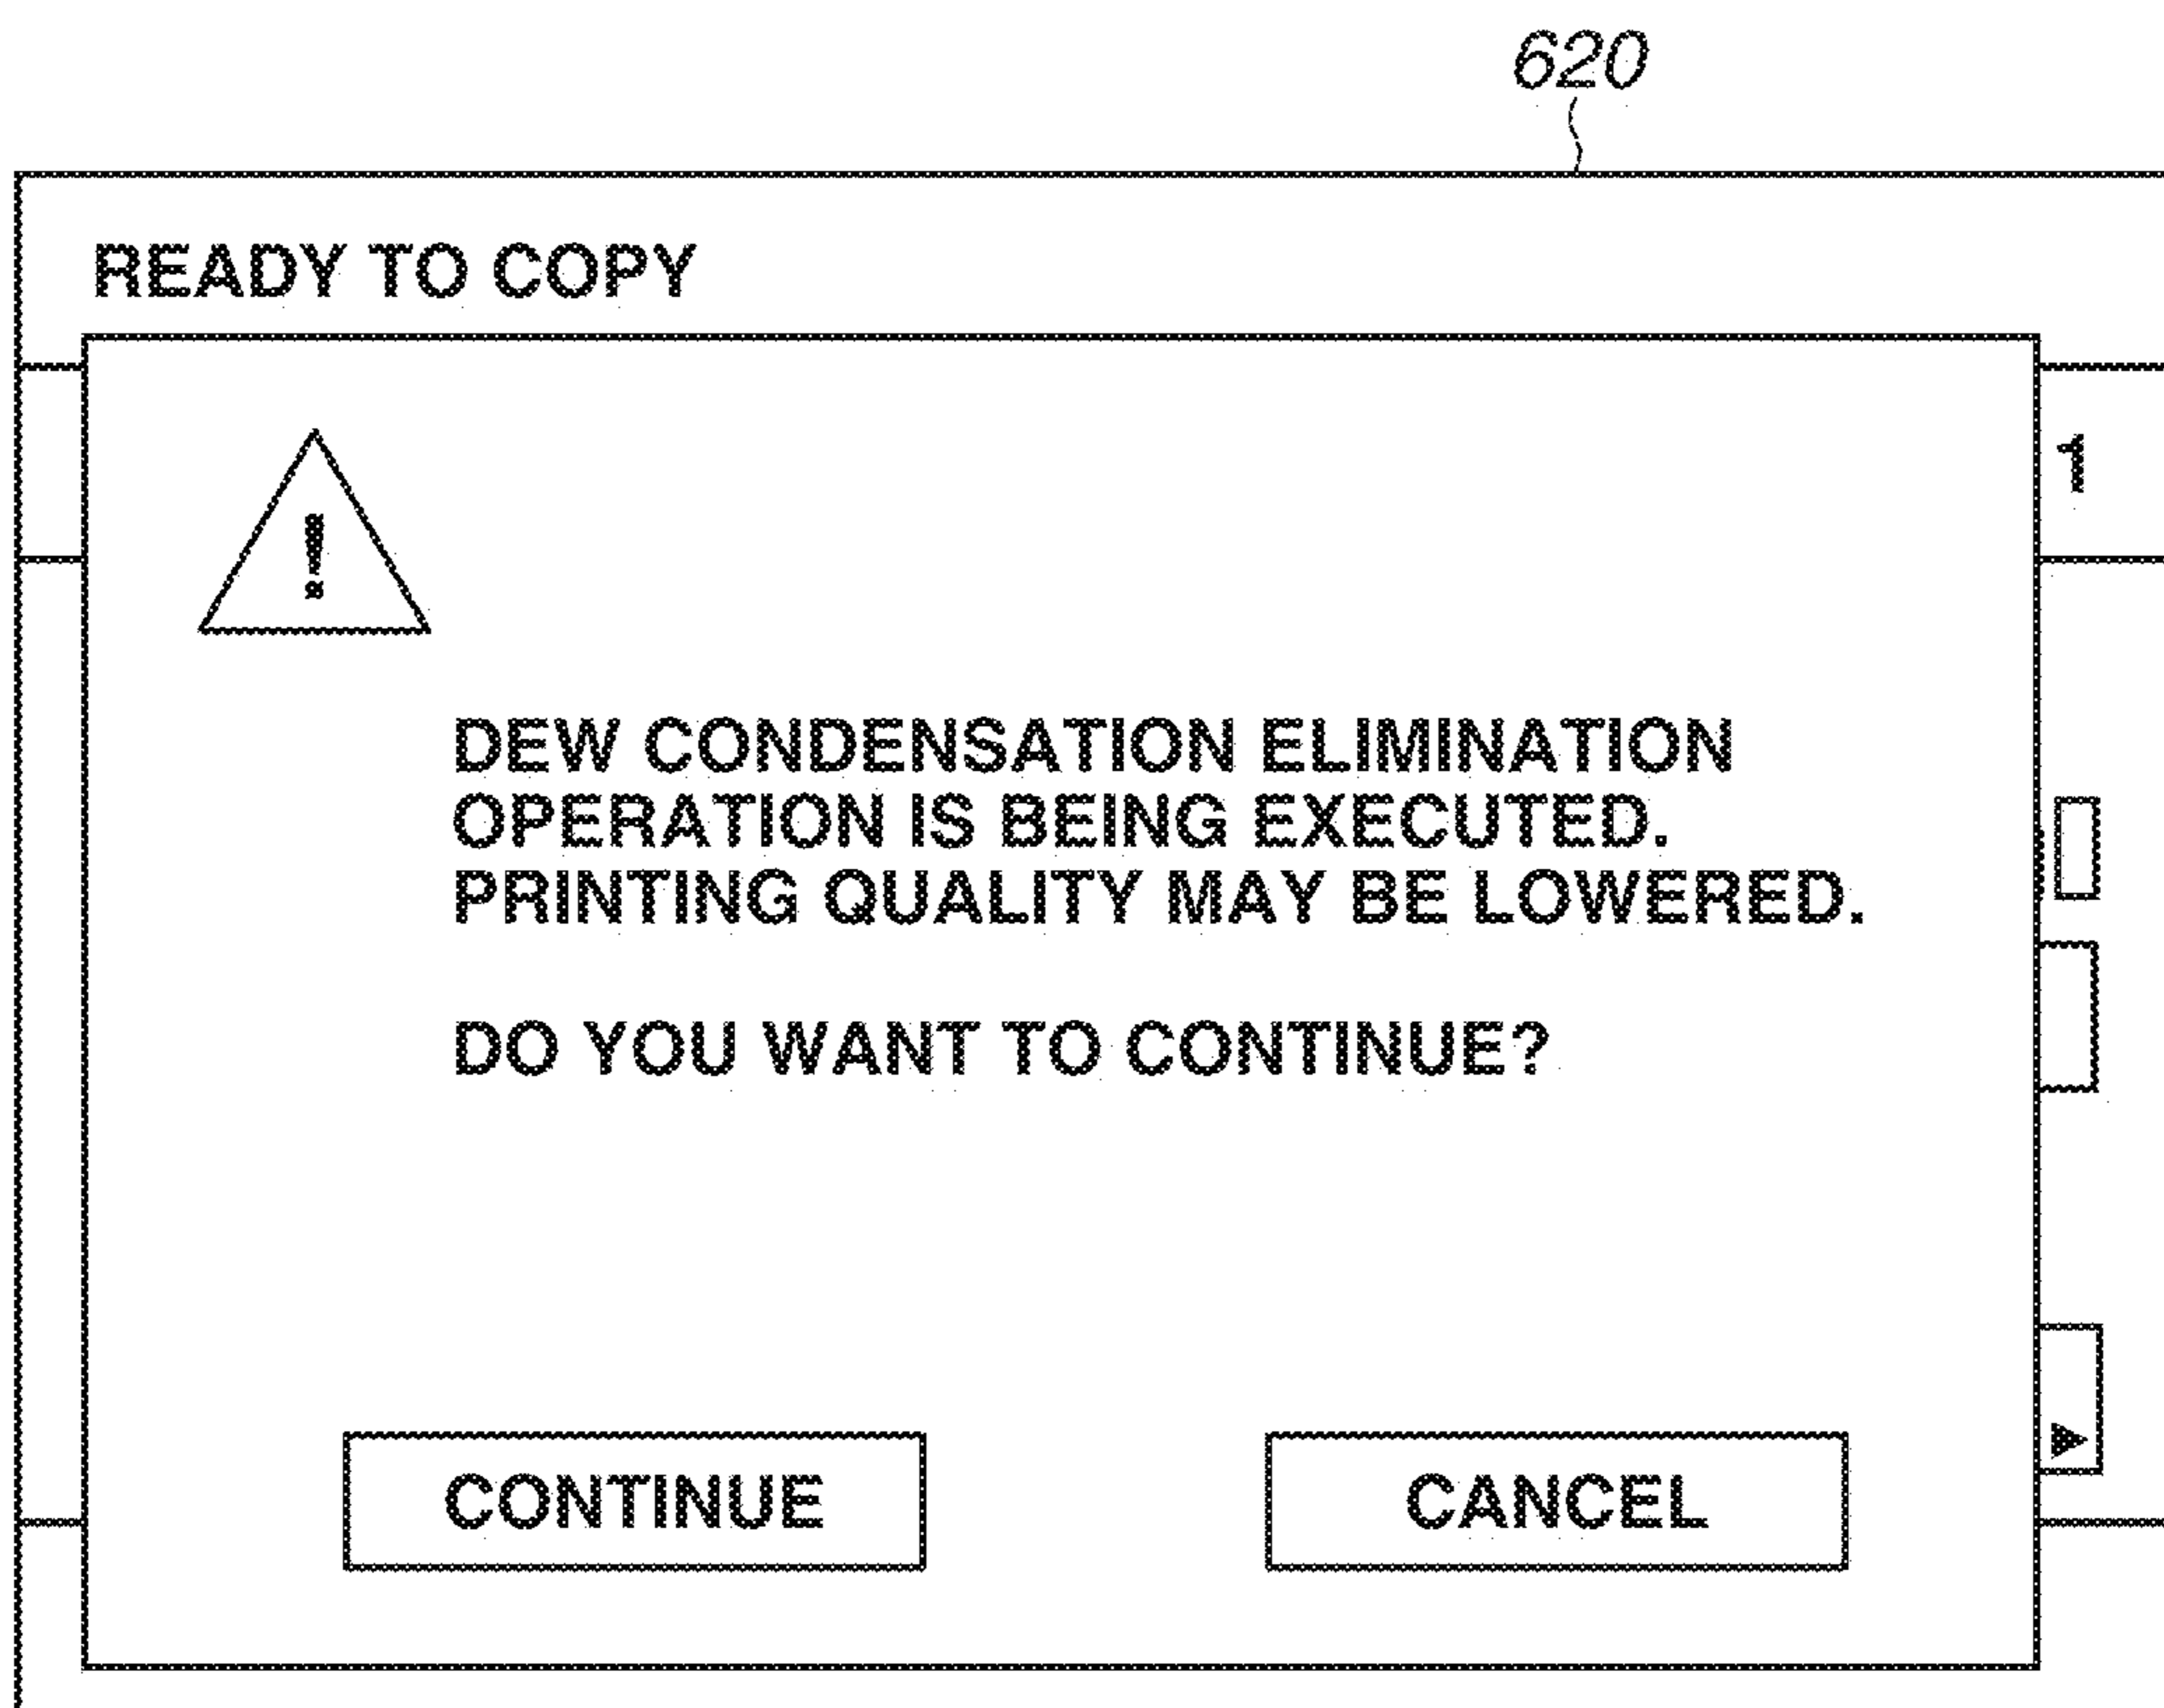 620
READY TO COPY
1
!
DEW CONDENSATION ELIMINATION
OPERATION IS BEING EXECUTED.
PRINTING QUALITY MAY BE LOWERED.
DO YOU WANT TO CONTINUE?
CONTINUE
CANCEL